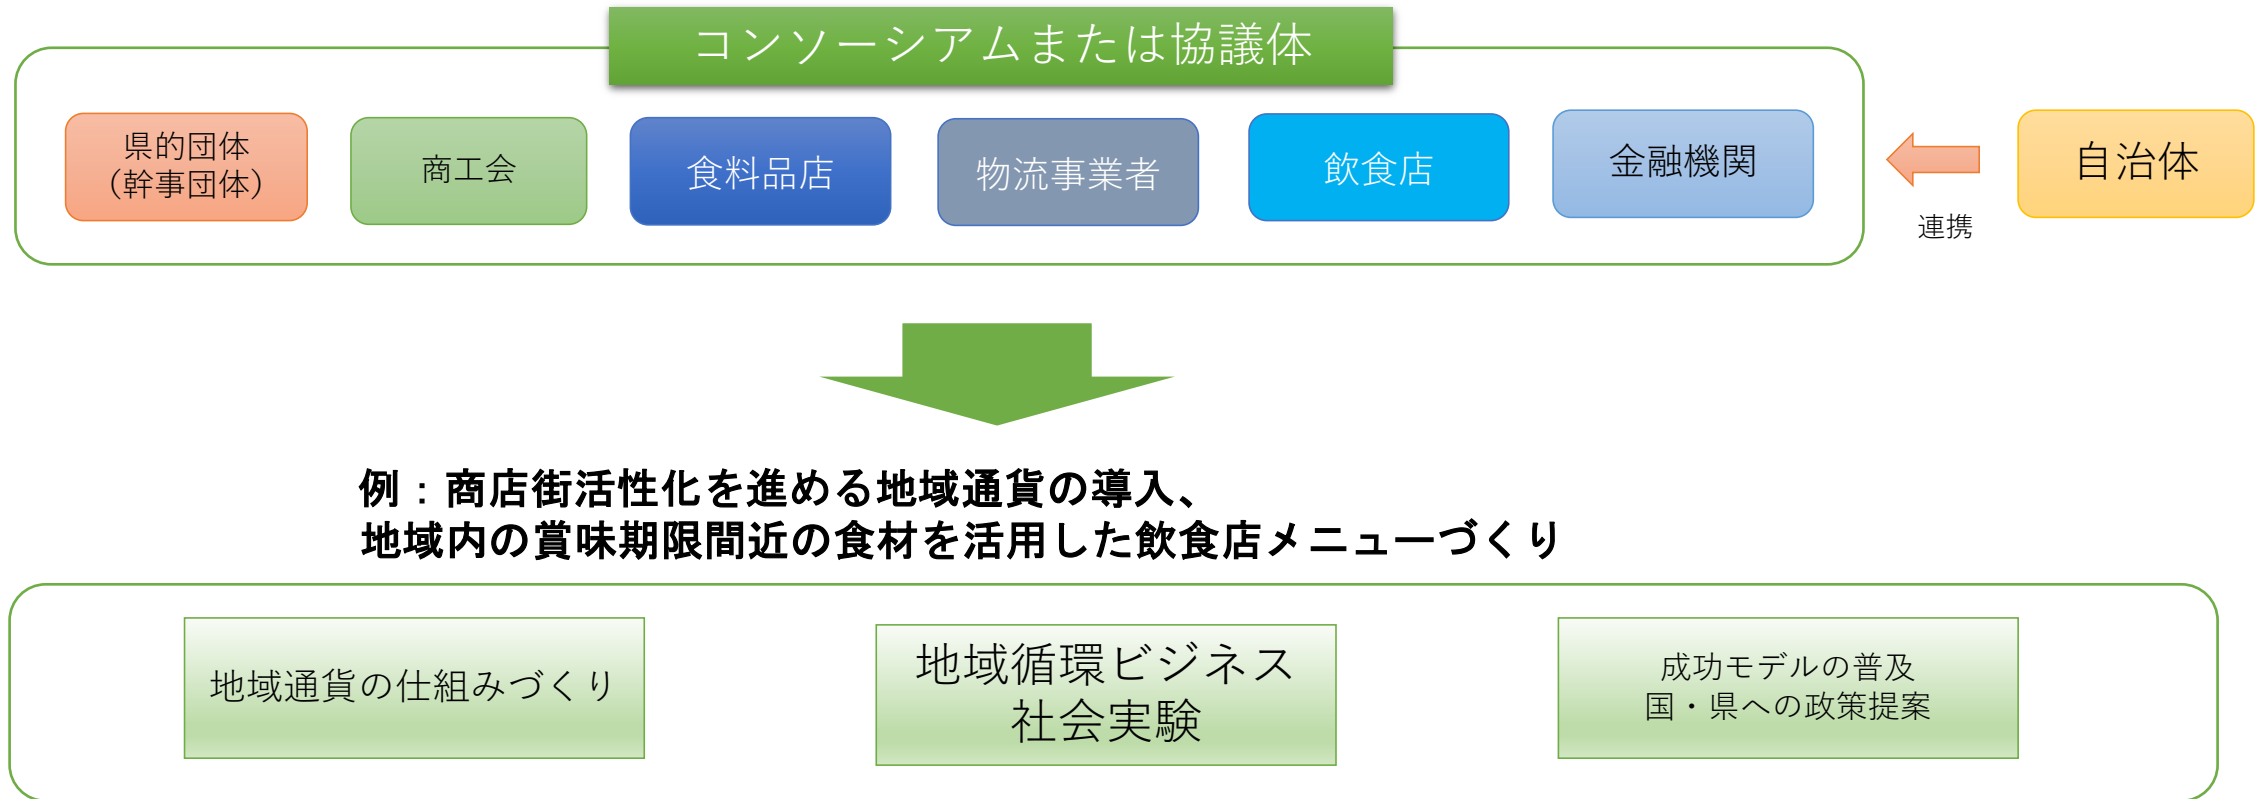 コンソーシアムまたは協議体
県的団体
（幹事団体）
商工会
食料品店
物流事業者
飲食店
金融機関
自治体
連携
例：商店街活性化を進める地域通貨の導入、
地域内の賞味期限間近の食材を活用した飲食店メニューづくり
地域通貨の仕組みづくり
地域循環ビジネス
社会実験
成功モデルの普及
国・県への政策提案